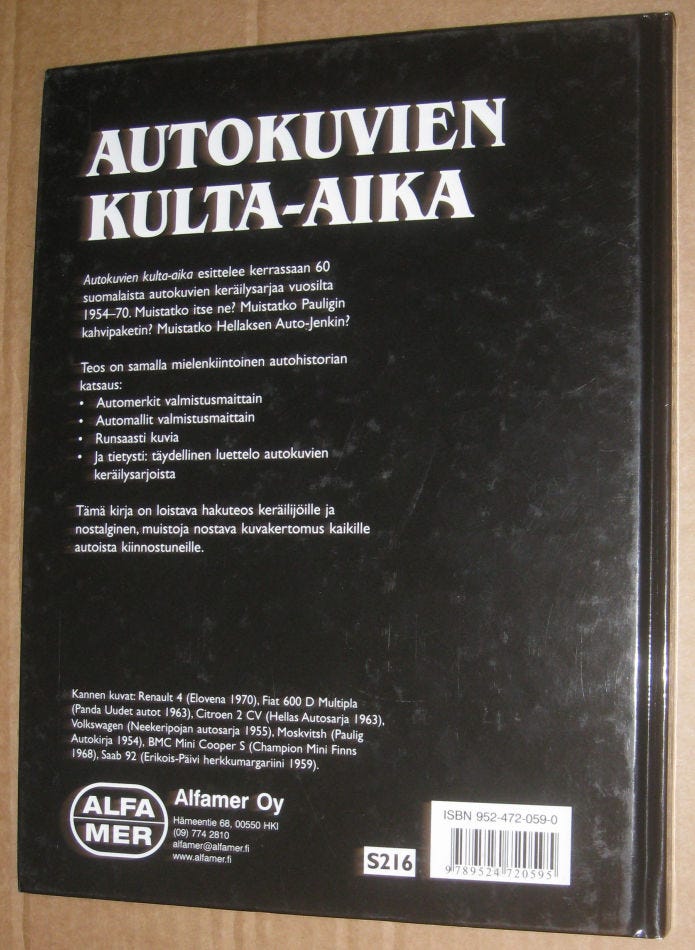 AUTOKUVIEN
KULTA-AIKA
Autokuvien kulta-aika esittelee kerrassaan 60
suomalaista autokuvien keräilysarjaa vuosilta
1954–70. Muistatko itse ne? Muistatko Pauligin
kahvipaketin? Muistatko Hellaksen Auto-Jenkin?
Teos on samalla mielenkiintoinen autohistorian
katsaus:
• Automerkit valmistusmaittain
• Automallit valmistusmaittain
• Runsaasti kuvia
• Ja tietysti: täydellinen luettelo autokuvien
keräilysarjoista
Tämä kirja on loistava hakuteos keräilijöille ja
nostalginen, muistoja nostava kuvakertomus kaikille
autoista kiinnostuneille.
Kannen kuvat: Renault 4 (Elovena 1970), Fiat 600 D Multipla
(Panda Uudet autot 1963), Citroen 2 CV (Hellas Autosarja 1963),
Volkswagen (Neekeripojan autosarja 1955), Moskvitsh (Paulig
Autokirja 1954), BMC Mini Cooper S (Champion Mini Finns
1968), Saab 92 (Erikois-Päivi herkkumargariini 1959).
ALFA
MER
Alfamer Oy
Hämeentie 68, 00550 HKI
(09) 774 2810
alfamer@alfamer.fi
www.alfamer.fi
S216
ISBN 952-472-059-0
9789524720595